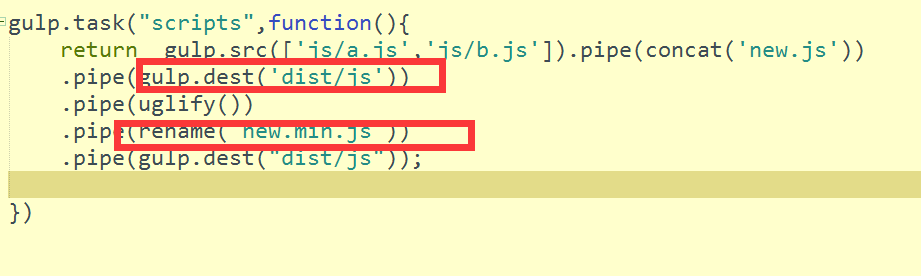 gulp.task("scripts",function(){
return gulp.src(['js/a.js','js/b.js']).pipe(concat('new.js'))
.pipe(gulp.dest('dist/js'))
.pipe(uglify())
.pipe(rename('new.min.js'))
.pipe(gulp.dest("dist/js"));
})